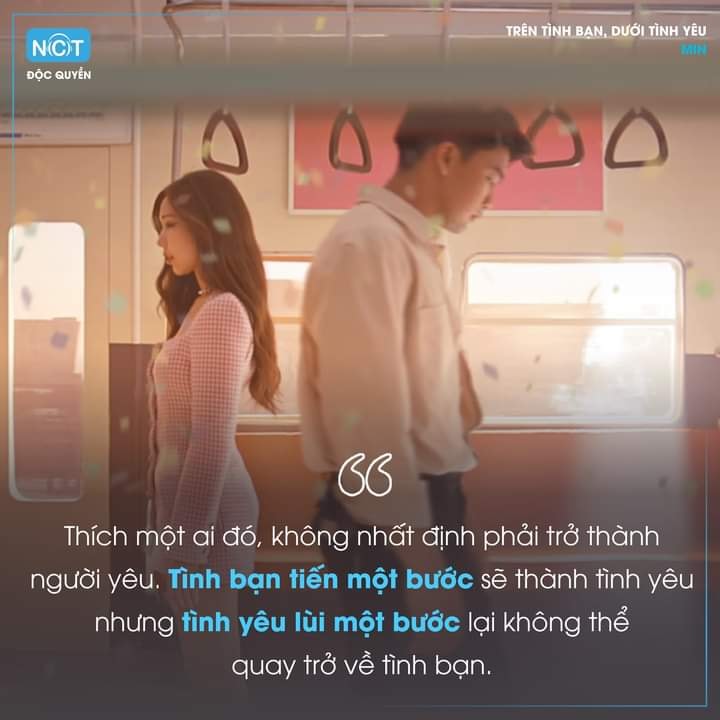 NCT
ĐỘC QUYỀN
TRÊN TÌNH BẠN, DƯỚI TÌNH YÊU
MIN
Thích một ai đó, không nhất định phải trở thành
người yêu. Tình bạn tiến một bước sẽ thành tình yêu
nhưng tình yêu lùi một bước lại không thể
quay trở về tình bạn.